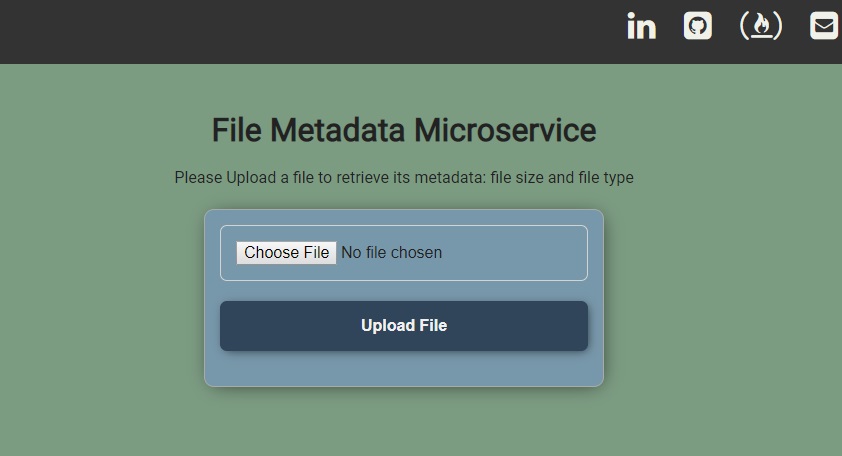 in
File Metadata Microservice
Please Upload a file to retrieve its metadata: file size and file type
Choose File No file chosen
Upload File